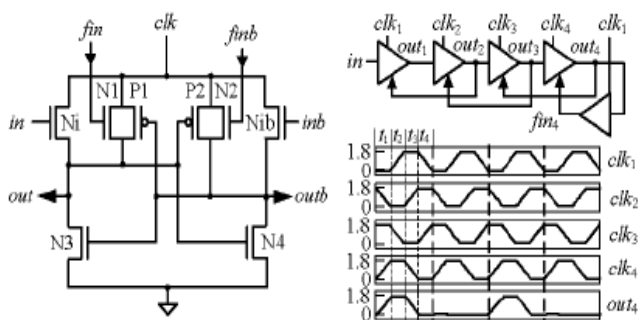 fin clk finb
N1 P1 P2 N2
in Ni Nib inb
out outb
N3 N4
clk1 clk2 clk3 clk4 clk1
in out1 out2 out3 out4
fin4
t1 t2 t3 t4
1.8 0 clk1
1.8 0 clk2
1.8 0 clk3
1.8 0 clk4
1.8 0 out4